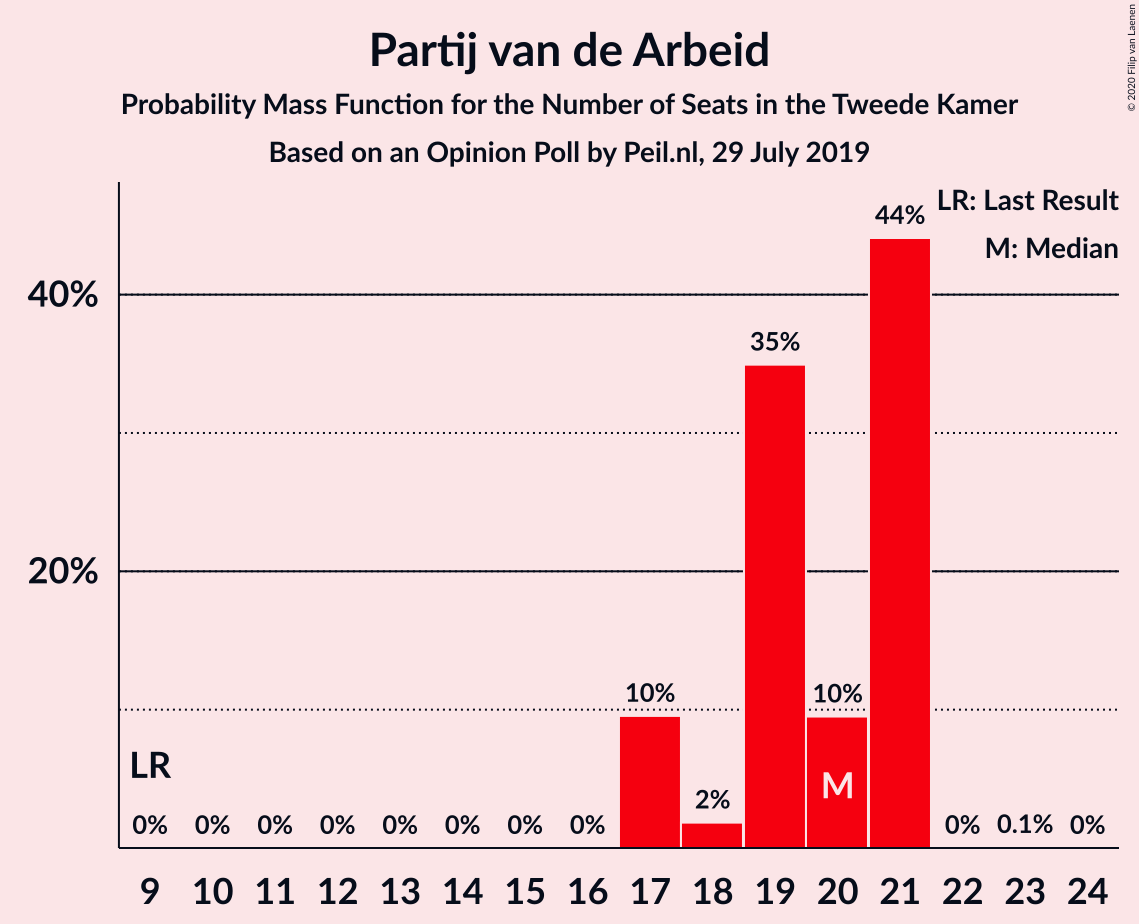 Partij van de Arbeid
Probability Mass Function for the Number of Seats in the Tweede Kamer
Based on an Opinion Poll by Peil.nl, 29 July 2019
© 2020 Filip van Laenen
LR: Last Result
M: Median
40%
20%
LR
0% 0% 0% 0% 0% 0% 0% 0% 10% 2% 35% 10% 44% 0% 0.1% 0%
M
9 10 11 12 13 14 15 16 17 18 19 20 21 22 23 24